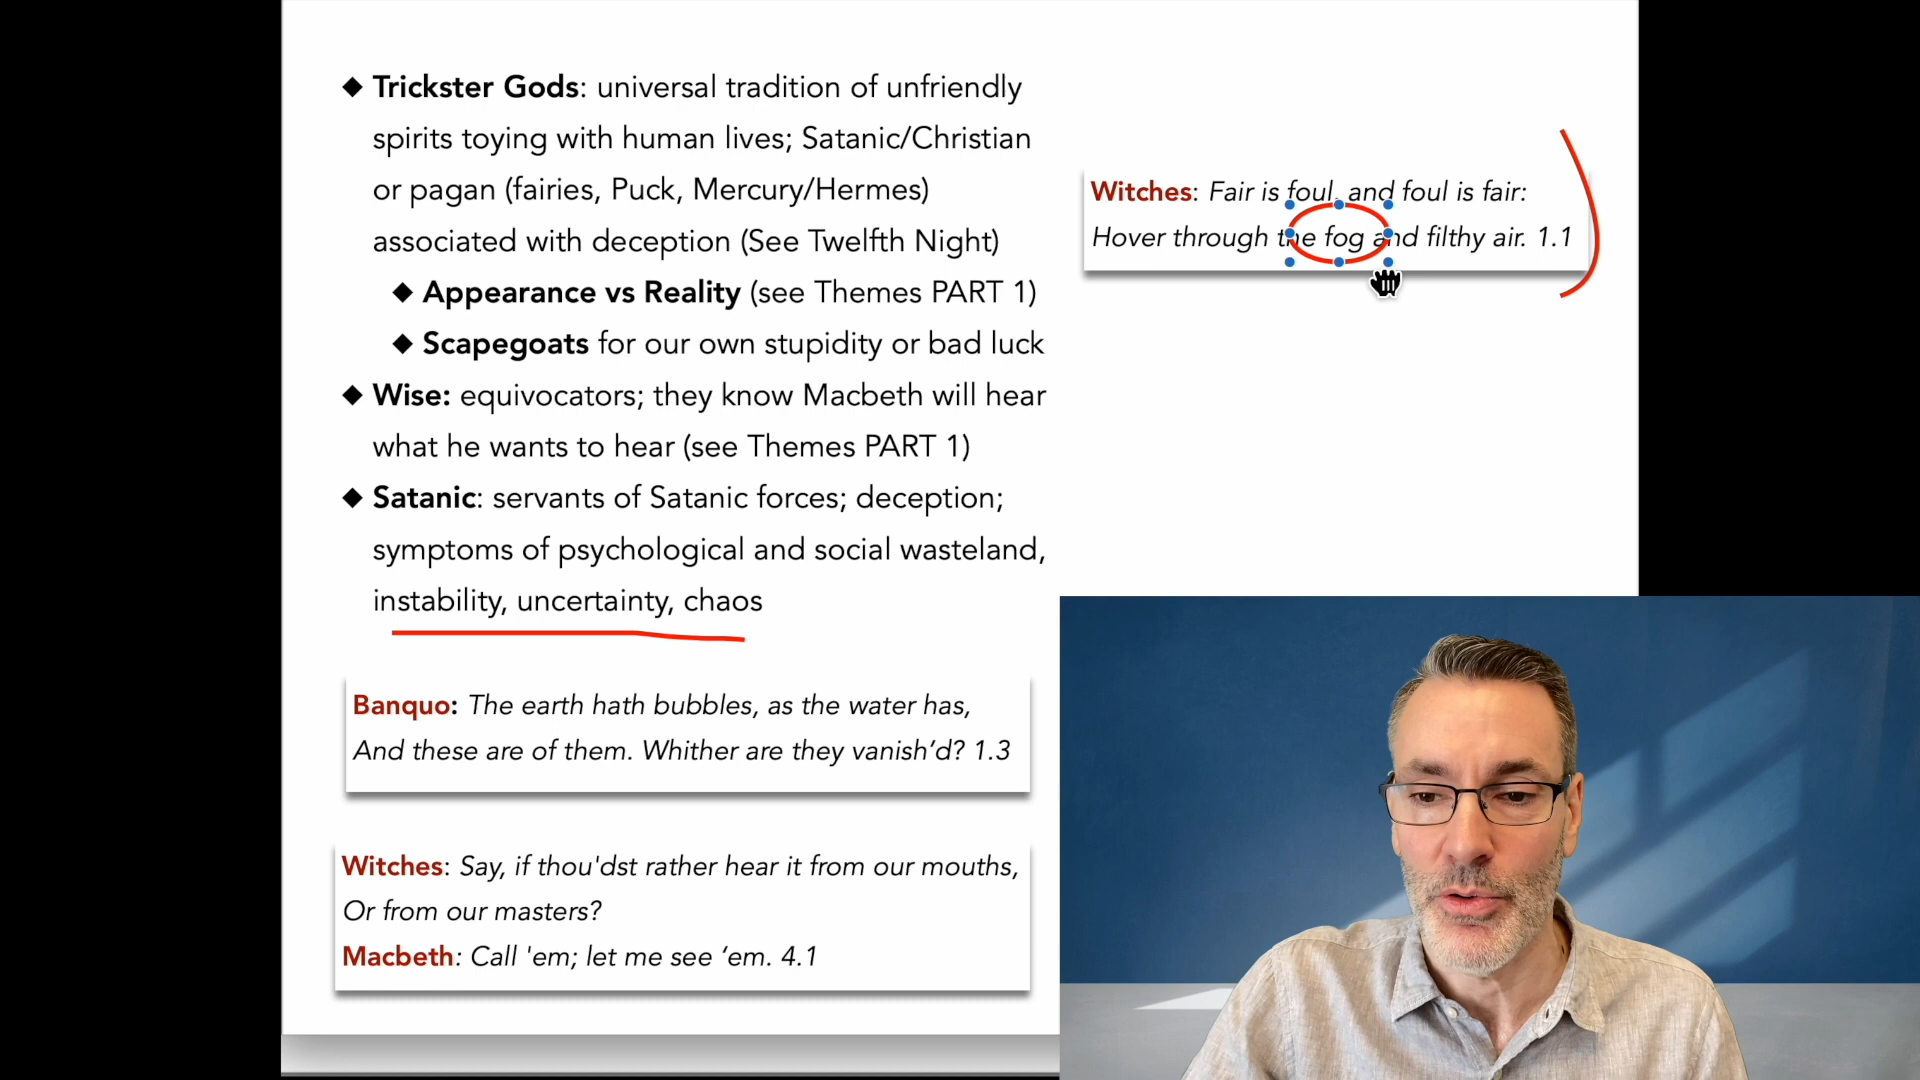 ◆ Trickster Gods: universal tradition of unfriendly
spirits toying with human lives; Satanic/Christian
or pagan (fairies, Puck, Mercury/Hermes)
associated with deception (See Twelfth Night)
◆ Appearance vs Reality (see Themes PART 1)
◆ Scapegoats for our own stupidity or bad luck
◆ Wise: equivocators; they know Macbeth will hear
what he wants to hear (see Themes PART 1)
◆ Satanic: servants of Satanic forces; deception;
symptoms of psychological and social wasteland,
instability, uncertainty, chaos
Banquo: The earth hath bubbles, as the water has,
And these are of them. Whither are they vanish’d? 1.3
Witches: Say, if thou'dst rather hear it from our mouths,
Or from our masters?
Macbeth: Call 'em; let me see ‘em. 4.1
Witches: Fair is foul, and foul is fair:
Hover through the fog and filthy air. 1.1